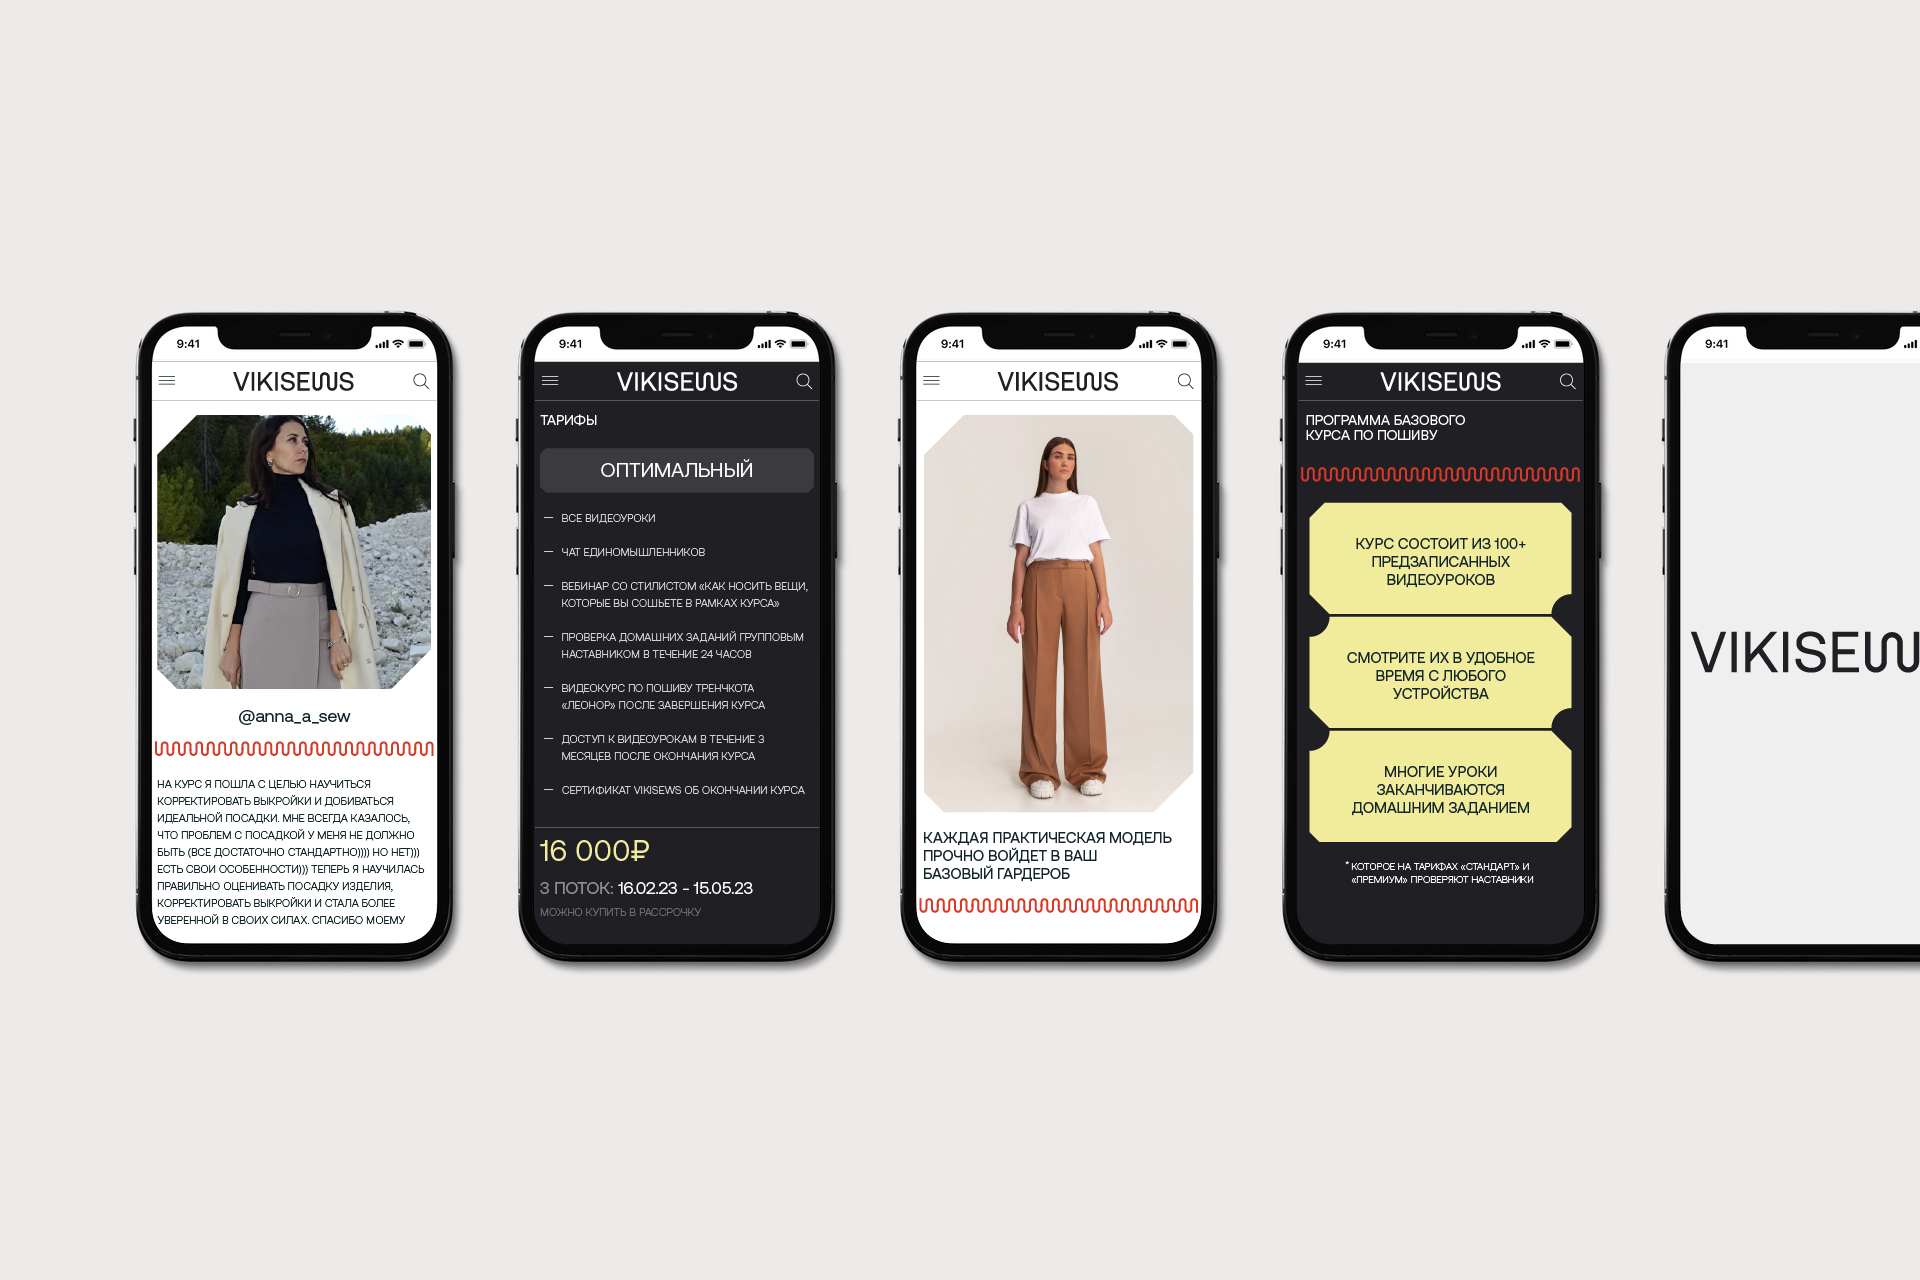 9:41
VIKISEWS
@anna_a_sew
НА КУРС Я ПОШЛА С ЦЕЛЬЮ НАУЧИТЬСЯ
КОРРЕКТИРОВАТЬ ВЫКРОЙКИ И ДОБИВАТЬСЯ
ИДЕАЛЬНОЙ ПОСАДКИ. МНЕ ВСЕГДА КАЗАЛОСЬ,
ЧТО ПРОБЛЕМ С ПОСАДКОЙ У МЕНЯ НЕ ДОЛЖНО
БЫТЬ (ВСЕ ДОСТАТОЧНО СТАНДАРТНО)))) НО НЕТ)))
ЕСТЬ СВОИ ОСОБЕННОСТИ))) ТЕПЕРЬ Я НАУЧИЛАСЬ
ПРАВИЛЬНО ОЦЕНИВАТЬ ПОСАДКУ ИЗДЕЛИЯ,
КОРРЕКТИРОВАТЬ ВЫКРОЙКИ И СТАЛА БОЛЕЕ
УВЕРЕННОЙ В СВОИХ СИЛАХ. СПАСИБО МОЕМУ
9:41
VIKISEWS
ТАРИФЫ
ОПТИМАЛЬНЫЙ
— ВСЕ ВИДЕОУРОКИ
— ЧАТ ЕДИНОМЫШЛЕННИКОВ
— ВЕБИНАР СО СТИЛИСТОМ «КАК НОСИТЬ ВЕЩИ,
КОТОРЫЕ ВЫ СОШЬЕТЕ В РАМКАХ КУРСА»
— ПРОВЕРКА ДОМАШНИХ ЗАДАНИЙ ГРУППОВЫМ
НАСТАВНИКОМ В ТЕЧЕНИЕ 24 ЧАСОВ
— ВИДЕОКУРС ПО ПОШИВУ ТРЕНЧКОТА
«ЛЕОНОР» ПОСЛЕ ЗАВЕРШЕНИЯ КУРСА
— ДОСТУП К ВИДЕОУРОКАМ В ТЕЧЕНИЕ 3
МЕСЯЦЕВ ПОСЛЕ ОКОНЧАНИЯ КУРСА
— СЕРТИФИКАТ VIKISEWS ОБ ОКОНЧАНИИ КУРСА
16 000₽
3 ПОТОК: 16.02.23 - 15.05.23
МОЖНО КУПИТЬ В РАССРОЧКУ
9:41
VIKISEWS
КАЖДАЯ ПРАКТИЧЕСКАЯ МОДЕЛЬ
ПРОЧНО ВОЙДЕТ В ВАШ
БАЗОВЫЙ ГАРДЕРОБ
9:41
VIKISEWS
ПРОГРАММА БАЗОВОГО
КУРСА ПО ПОШИВУ
КУРС СОСТОИТ ИЗ 100+
ПРЕДЗАПИСАННЫХ
ВИДЕОУРОКОВ
СМОТРИТЕ ИХ В УДОБНОЕ
ВРЕМЯ С ЛЮБОГО
УСТРОЙСТВА
МНОГИЕ УРОКИ
ЗАКАНЧИВАЮТСЯ
ДОМАШНИМ ЗАДАНИЕМ
* КОТОРОЕ НА ТАРИФАХ «СТАНДАРТ» И
«ПРЕМИУМ» ПРОВЕРЯЮТ НАСТАВНИКИ
9:41
VIKISEW